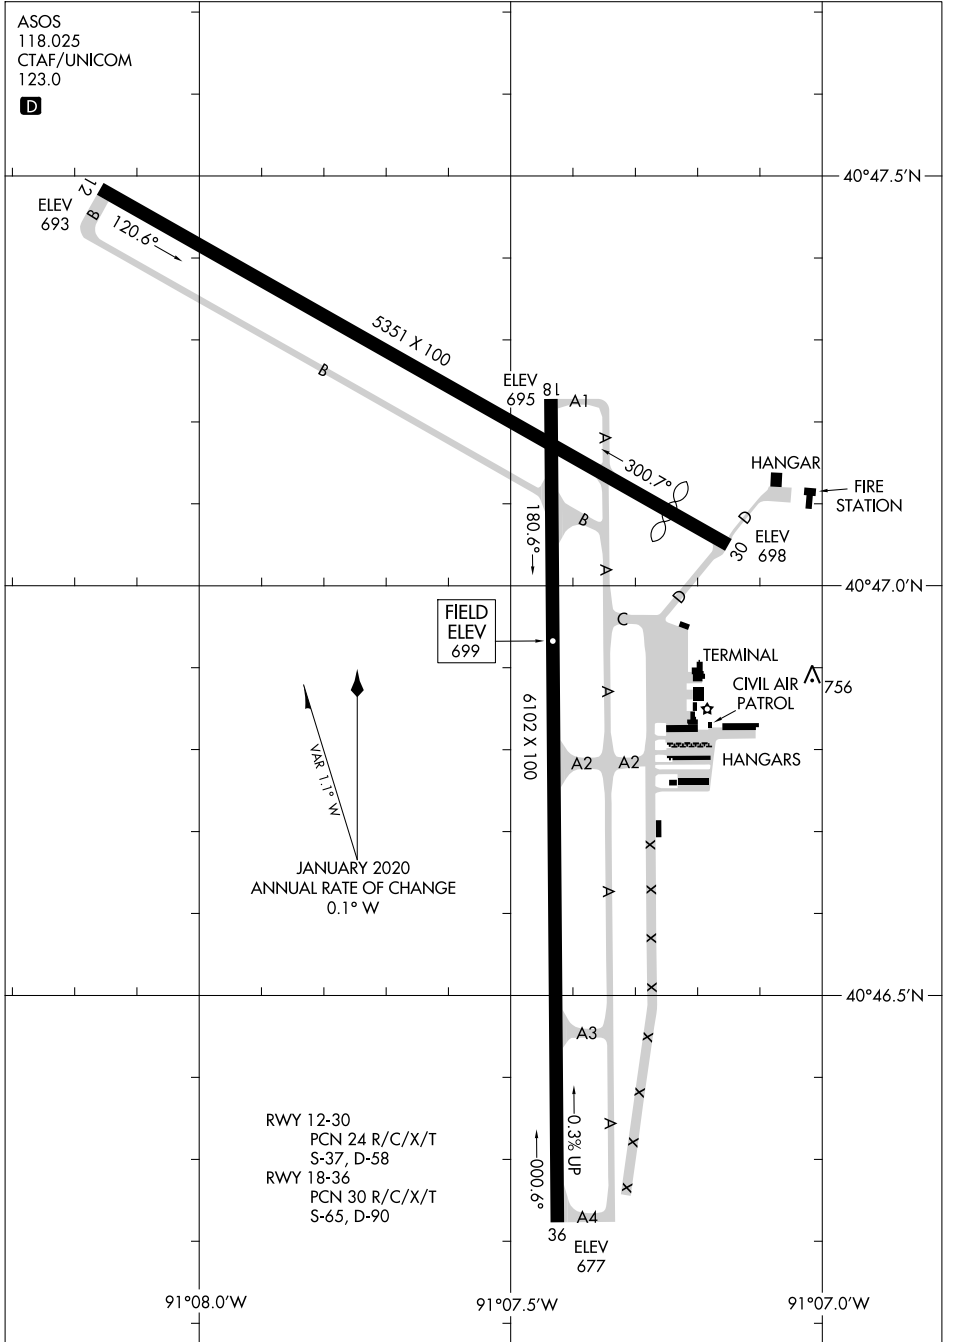 ASOS
118.025
CTAF/UNICOM
123.0
D
40°47.5'N
12
ELEV
693
B
120.6°
5351 X 100
B
ELEV
695
18
A1
A
300.7°
HANGAR
FIRE
STATION
D
B
180.6°
30
ELEV
698
A
40°47.0'N
D
FIELD
ELEV
699
C
TERMINAL
CIVIL AIR
PATROL
756
A
6102 X 100
A2
A2
HANGARS
VAR 1.1° W
JANUARY 2020
ANNUAL RATE OF CHANGE
0.1° W
X
X
A
X
X
40°46.5'N
A3
X
X
RWY 12-30
PCN 24 R/C/X/T
S-37, D-58
RWY 18-36
PCN 30 R/C/X/T
S-65, D-90
0.3% UP
A
X
000.6°
X
A4
36
ELEV
677
91°08.0'W
91°07.5'W
91°07.0'W